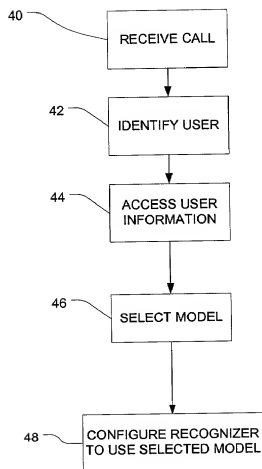 40
RECEIVE CALL
42
IDENTIFY USER
44
ACCESS USER
INFORMATION
46
SELECT MODEL
48
CONFIGURE RECOGNIZER
TO USE SELECTED MODEL